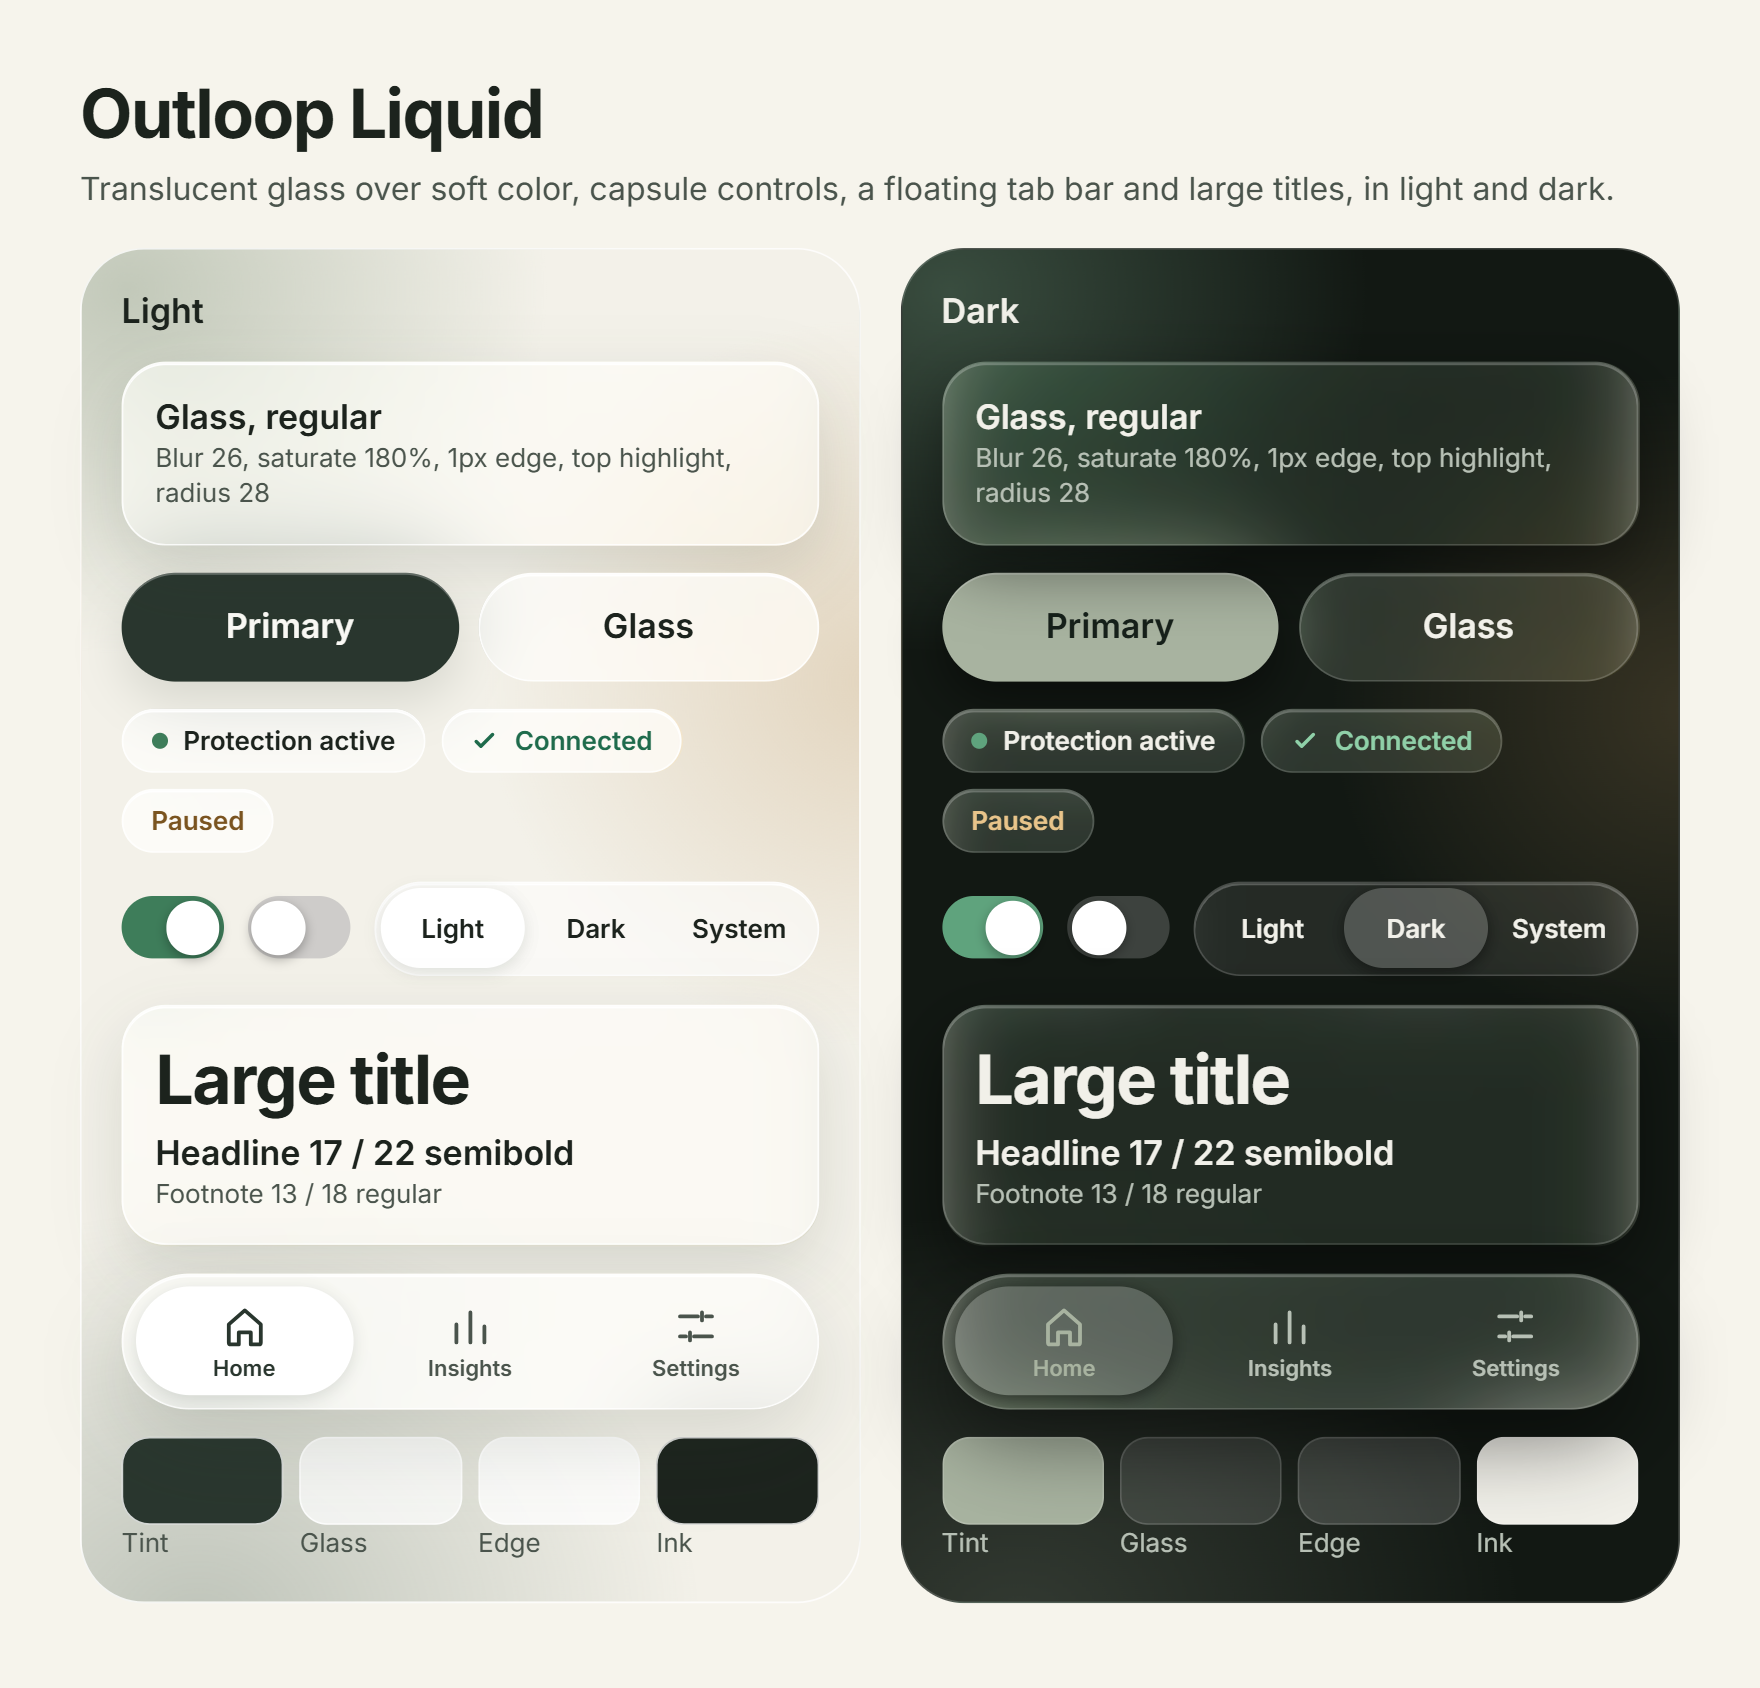 Outloop Liquid
Translucent glass over soft color, capsule controls, a floating tab bar and large titles, in light and dark.
Light
Glass, regular
Blur 26, saturate 180%, 1px edge, top highlight,
radius 28
Primary
Glass
Protection active
Connected
Paused
Light
Dark
System
Large title
Headline 17 / 22 semibold
Footnote 13 / 18 regular
Home
Insights
Settings
Tint
Glass
Edge
Ink
Dark
Glass, regular
Blur 26, saturate 180%, 1px edge, top highlight,
radius 28
Primary
Glass
Protection active
Connected
Paused
Light
Dark
System
Large title
Headline 17 / 22 semibold
Footnote 13 / 18 regular
Home
Insights
Settings
Tint
Glass
Edge
Ink